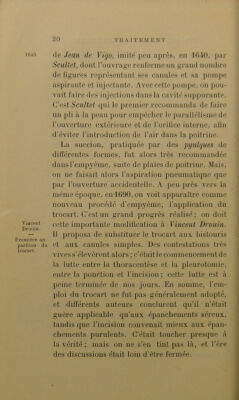 20 TRAITEMENT
1640. de Jean de Vigo, imité peu après, en 1640, par
Scultet, dont l'ouvrage renferme un grand nombre
de figures représentant ses canules et sa pompe
aspirante et injectante. Avec cette pompe, on pou-
vait faire des injections dans la cavité suppurante.
C'est Scultet qui le premier recommanda de faire
un pli à la peau pour empêcher le parallélisme de
l'ouverture extérieure et de l'orifice interne, afin
d'éviter l'introduction de l'air dans la poitrine.
La succion, pratiquée par des pyulques de
différentes formes, fut alors très recommandée
dans l'empyème, suite de plaies de poitrine. Mais,
on ne faisait alors l'aspiration pneumatique que
par l'ouverture accidentelle. A peu près vers la
même époque, en 1690, on voit apparaître comme
nouveau procédé d'empyème, l'application du
trocart. C'est un grand progrès réalisé; on doit
cette importante modification à Vincent Drouin.
Il proposa de substituer le trocart aux bistouris
et aux canules simples. Des contestations très
vives s'élevèrent alors; c'était le commencement de
la lutte entre la thoracentèse et la pleurotomie,
entre la ponction et l'incision; cette lutte est à
peine terminée de nos jours. En somme, l'em-
ploi du trocart ne fut pas généralement adopté,
et différents auteurs conclurent qu'il n'était
guère applicable qu'aux épanchements séreux,
tandis que l'incision convenait mieux aux épan-
chements purulents. C'était toucher presque à
la vérité; mais on ne s'en tint pas là, et l'ère
des discussions était loin d'être fermée.
Vincent
Drouin.
—
Première ap-
parition du
trocart.